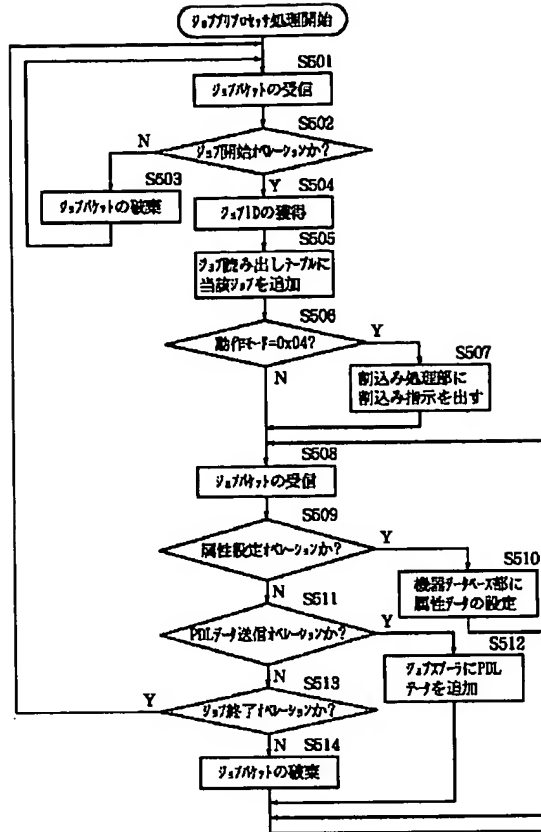 ジョブプリプロセッサ処理開始
S501
ジョブパケットの受信
S502
ジョブ開始オペレーションか?
N
Y
S503
ジョブパケットの破棄
S504
ジョブIDの獲得
S505
ジョブ読み出しテーブルに
当該ジョブを追加
S506
動作モード=0x04?
Y
N
S507
割込み処理部に
割込み指示を出す
S508
ジョブパケットの受信
S509
属性設定オペレーションか?
Y
N
S510
機器データベース部に
属性データの設定
S511
PDLデータ送信オペレーションか?
Y
N
S512
ジョブスプーラにPDL
データを追加
S513
ジョブ終了オペレーションか?
Y
N
S514
ジョブパケットの破棄